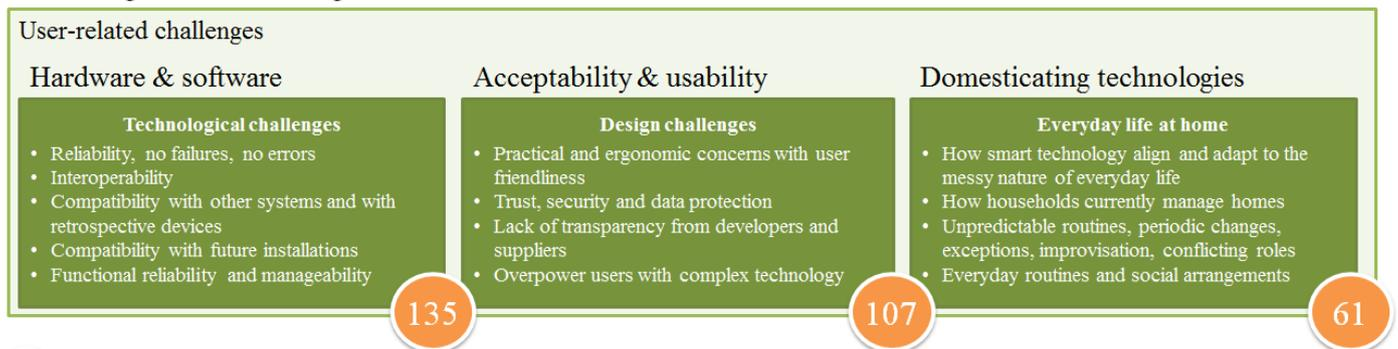 User-related challenges
Hardware & software
Technological challenges
• Reliability, no failures, no errors
• Interoperability
• Compatibility with other systems and with
retrospective devices
• Compatibility with future installations
• Functional reliability and manageability
135
Acceptability & usability
Design challenges
• Practical and ergonomic concerns with user
friendliness
• Trust, security and data protection
• Lack of transparency from developers and
suppliers
• Overpower users with complex technology
107
Domesticating technologies
Everyday life at home
• How smart technology align and adapt to the
messy nature of everyday life
• How households currently manage homes
• Unpredictable routines, periodic changes,
exceptions, improvisation, conflicting roles
• Everyday routines and social arrangements
61